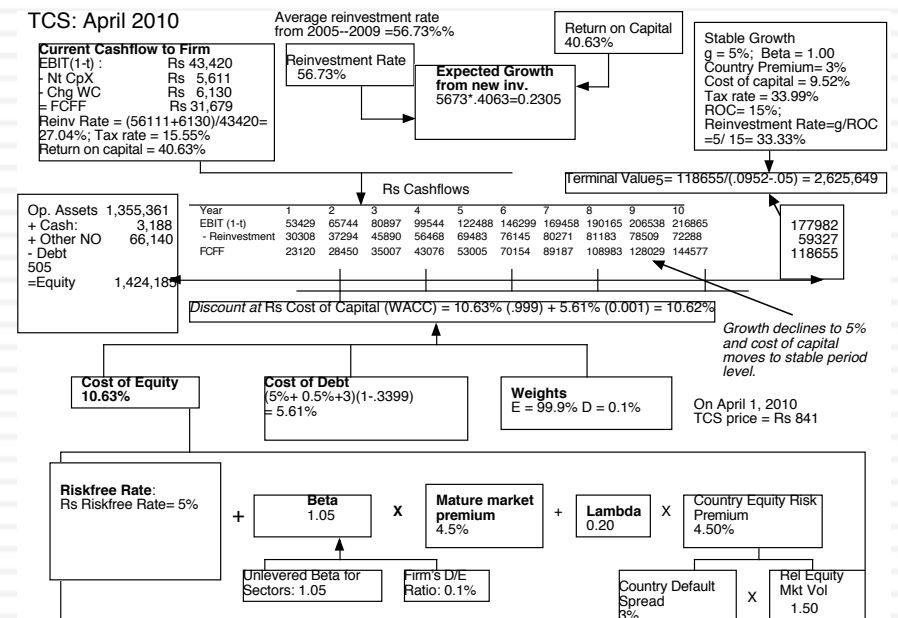 TCS: April 2010
Average reinvestment rate
from 2005--2009 =56.73%%
Return on Capital
40.63%
Current Cashflow to Firm
EBIT(1-t) : Rs 43,420
- Nt CpX Rs 5,611
- Chg WC Rs 6,130
= FCFF Rs 31,679
Reinv Rate = (56111+6130)/43420=
27.04%; Tax rate = 15.55%
Return on capital = 40.63%
Reinvestment Rate
56.73%
Expected Growth
from new inv.
5673*.4063=0.2305
Stable Growth
g = 5%; Beta = 1.00
Country Premium= 3%
Cost of capital = 9.52%
Tax rate = 33.99%
ROC= 15%;
Reinvestment Rate=g/ROC
=5/ 15= 33.33%
Terminal Value5= 118655/(.0952-.05) = 2,625,649
Rs Cashflows
Op. Assets 1,355,361
+ Cash: 3,188
+ Other NO 66,140
- Debt
505
=Equity 1,424,185
Year 1 2 3 4 5 6 7 8 9 10
EBIT (1-t) 53429 65744 80897 99544 122488 146299 169458 190165 206538 216865
- Reinvestment 30308 37294 45890 56468 69483 76145 80271 81183 78509 72288
FCFF 23120 28450 35007 43076 53005 70154 89187 108983 128029 144577
177982
59327
118655
Discount at Rs Cost of Capital (WACC) = 10.63% (.999) + 5.61% (0.001) = 10.62%
Growth declines to 5%
and cost of capital
moves to stable period
level.
Cost of Equity
10.63%
Cost of Debt
(5%+ 0.5%+3)(1-.3399)
= 5.61%
Weights
E = 99.9% D = 0.1%
On April 1, 2010
TCS price = Rs 841
Riskfree Rate:
Rs Riskfree Rate= 5%
+
Beta
1.05
X
Mature market
premium
4.5%
+
Lambda
0.20
X
Country Equity Risk
Premium
4.50%
Unlevered Beta for
Sectors: 1.05
Firm's D/E
Ratio: 0.1%
Country Default
Spread
3%
X
Rel Equity
Mkt Vol
1.50